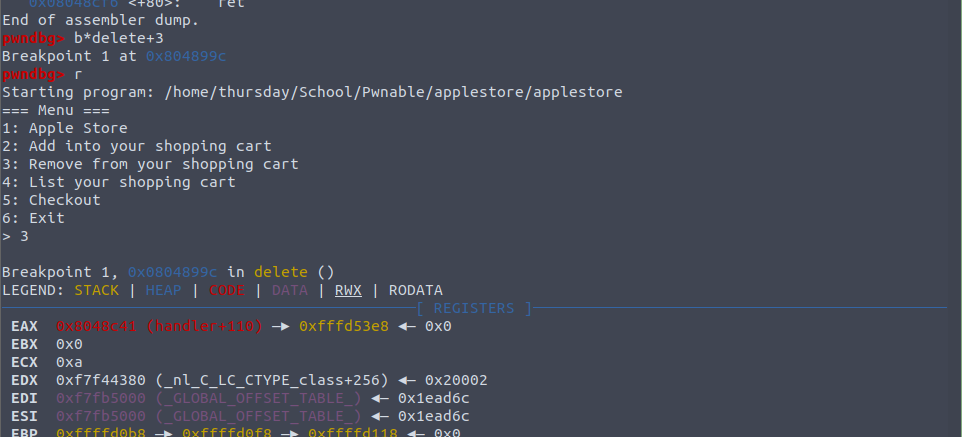 0x08048cf6 <+80>: ret
End of assembler dump.
pwndbg> b*delete+3
Breakpoint 1 at 0x804899c
pwndbg> r
Starting program: /home/thursday/School/Pwnable/applestore/applestore
=== Menu ===
1: Apple Store
2: Add into your shopping cart
3: Remove from your shopping cart
4: List your shopping cart
5: Checkout
6: Exit
> 3
Breakpoint 1, 0x0804899c in delete ()
LEGEND: STACK | HEAP | CODE | DATA | RWX | RODATA
[ REGISTERS ]
EAX 0x8048c41 (handler+110) —▸ 0xfffd53e8 ◂— 0x0
EBX 0x0
ECX 0xa
EDX 0xf7f44380 (_nl_C_LC_CTYPE_class+256) ◂— 0x20002
EDI 0xf7fb5000 (_GLOBAL_OFFSET_TABLE_) ◂— 0x1ead6c
ESI 0xf7fb5000 (_GLOBAL_OFFSET_TABLE_) ◂— 0x1ead6c
EBP 0xffffd0b8 —▸ 0xffffd0f8 —▸ 0xffffd118 ◂— 0x0